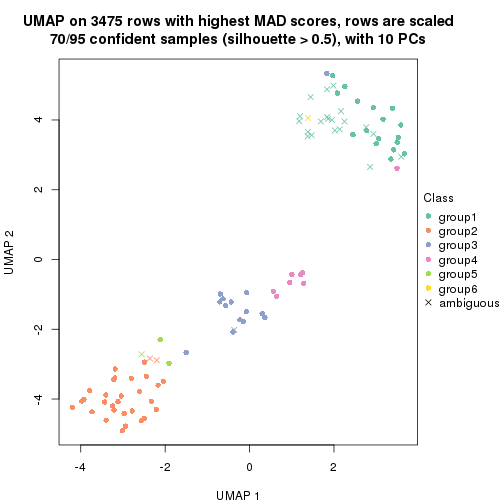 UMAP on 3475 rows with highest MAD scores, rows are scaled
70/95 confident samples (silhouette > 0.5), with 10 PCs
4
2
0
-2
-4
UMAP 2
-4
-2
0
2
UMAP 1
Class
group1
group2
group3
group4
group5
group6
ambiguous